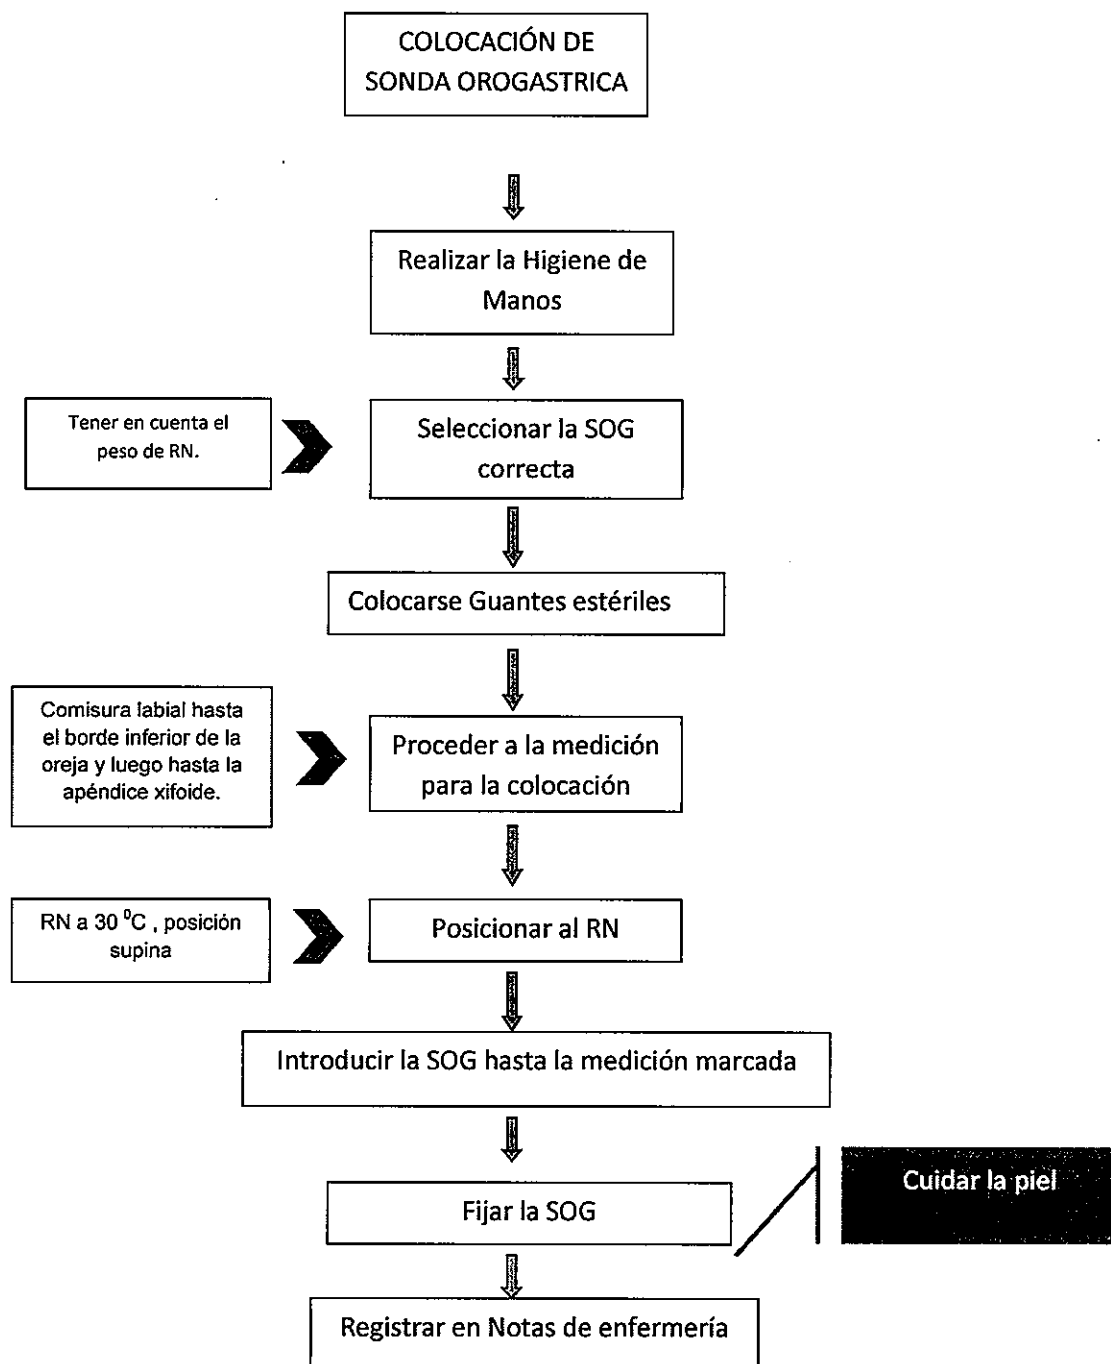 COLOCACIÓN DE
SONDA OROGASTRICA
Realizar la Higiene de
Manos
Tener en cuenta el
peso de RN.
Seleccionar la SOG
correcta
Colocarse Guantes estériles
Comisura labial hasta
el borde inferior de la
oreja y luego hasta la
apéndice xifoide.
Proceder a la medición
para la colocación
RN a 30 ⁰C , posición
supina
Posicionar al RN
Introducir la SOG hasta la medición marcada
Cuidar la piel
Fijar la SOG
Registrar en Notas de enfermería